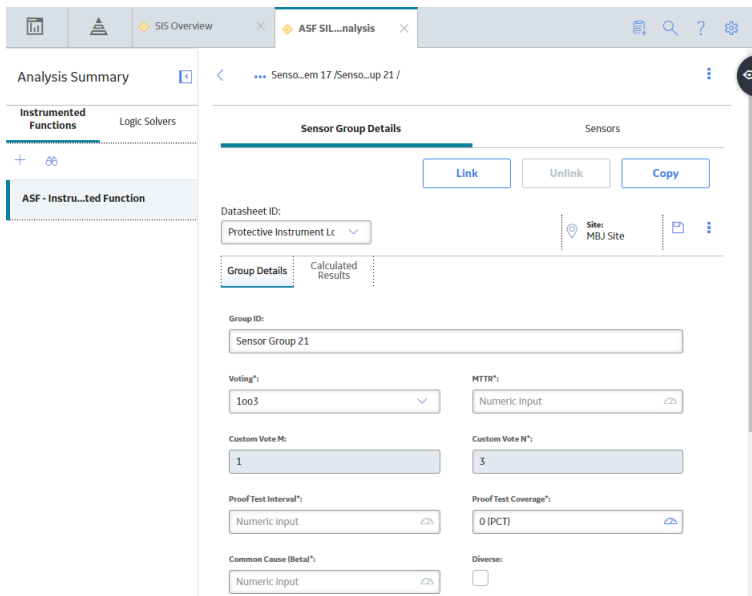 SIS Overview
ASF SIL...nalysis
?
Analysis Summary
... Senso...em 17 /Senso...up 21 /
Instrumented Functions
Logic Solvers
Sensor Group Details
Sensors
ASF - Instru...ted Function
Link
Unlink
Copy
Datasheet ID:
Protective Instrument Lc
Site:
MBJ Site
Group Details
Calculated Results
Group ID:
Sensor Group 21
Voting*:
MTTR*:
1oo3
Numeric input
Custom Vote M:
Custom Vote N*:
1
3
Proof Test Interval*:
Proof Test Coverage*:
Numeric input
0 (PCT)
Common Cause (Beta)*:
Diverse:
Numeric input